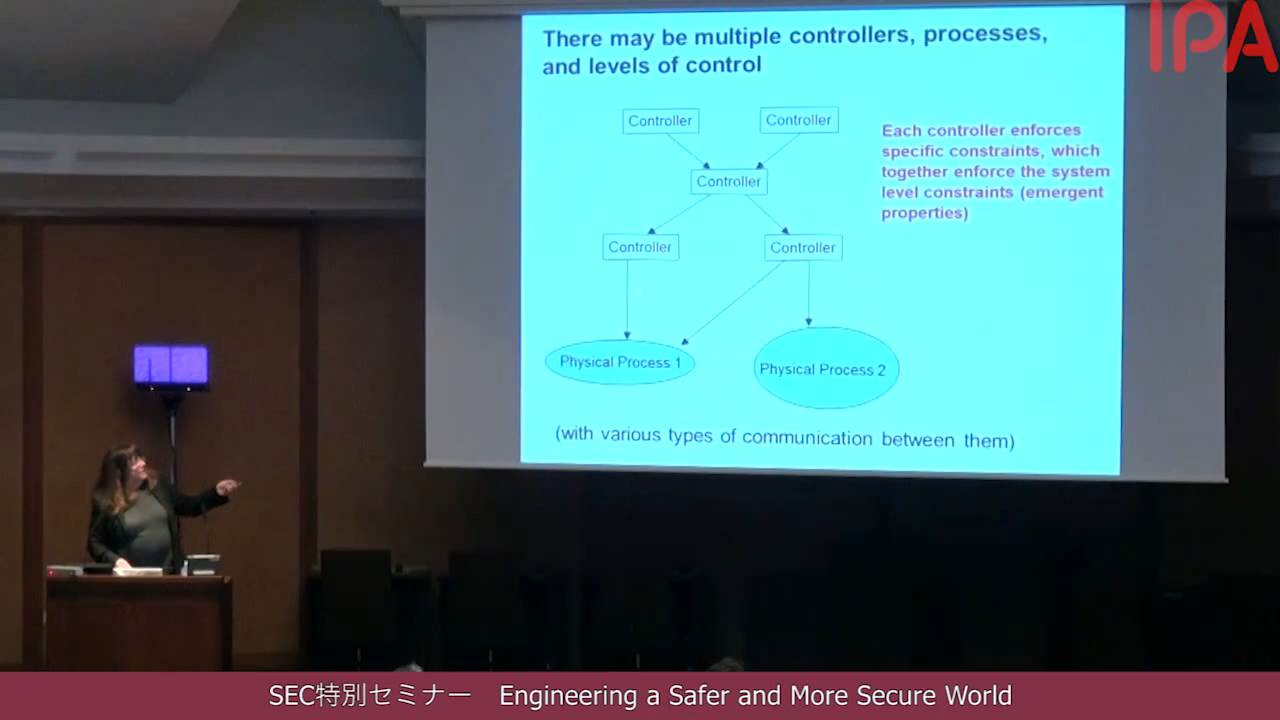 IPA
There may be multiple controllers, processes,
and levels of control
Controller
Controller
Each controller enforces
specific constraints, which
together enforce the system
level constraints (emergent
properties)
Controller
Controller
Controller
Physical Process 1
Physical Process 2
(with various types of communication between them)
SEC特別セミナー Engineering a Safer and More Secure World